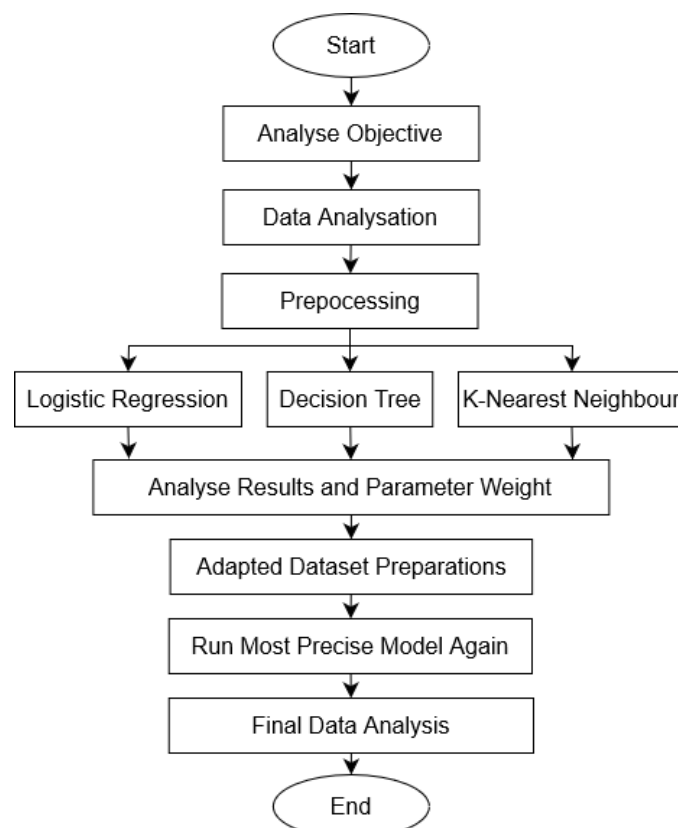 Start
Analyse Objective
Data Analysation
Prepocessing
Logistic Regression
Decision Tree
K-Nearest Neighbour
Analyse Results and Parameter Weight
Adapted Dataset Preparations
Run Most Precise Model Again
Final Data Analysis
End